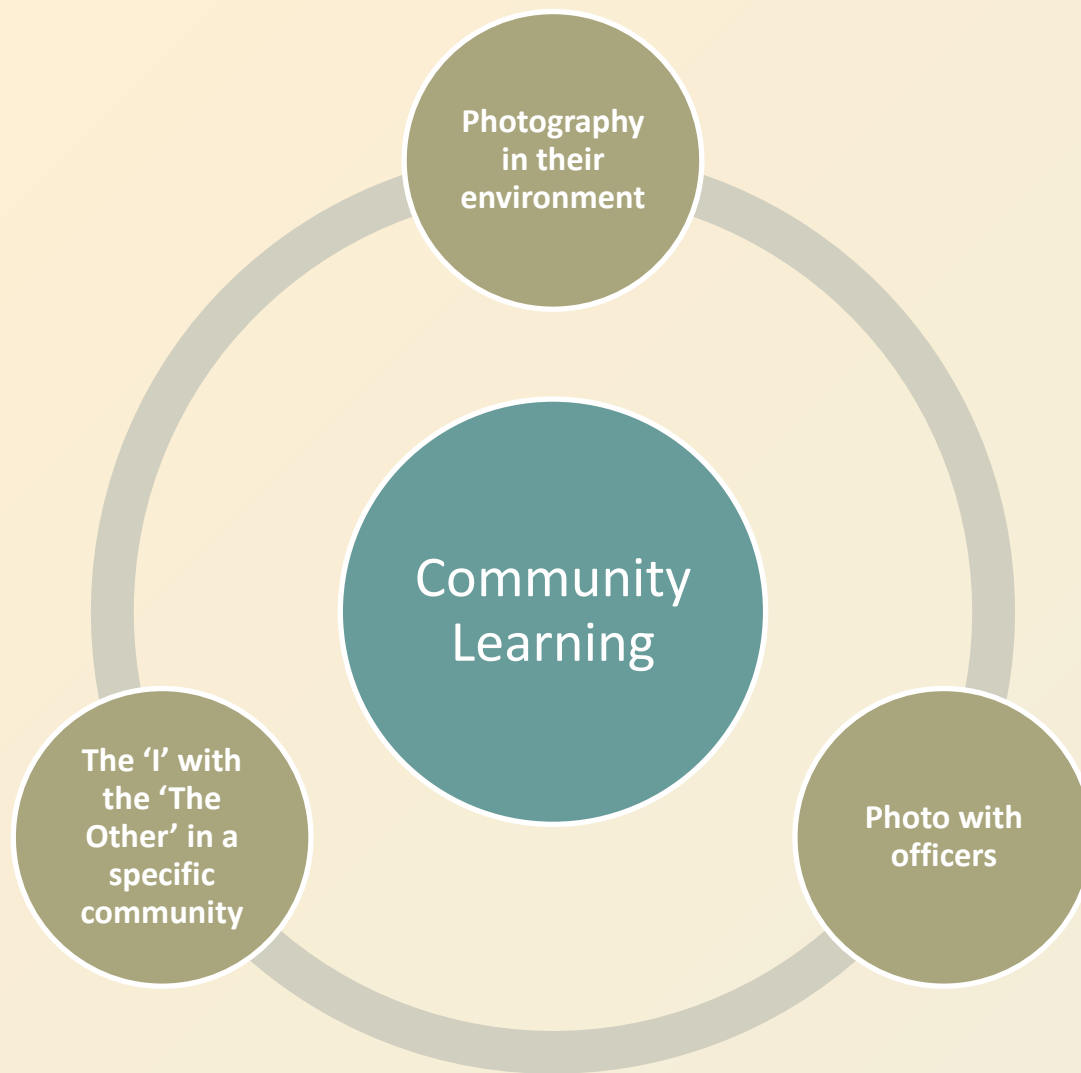 Photography
in their
environment
Community
Learning
The ‘I’ with
the ‘The
Other’ in a
specific
community
Photo with
officers